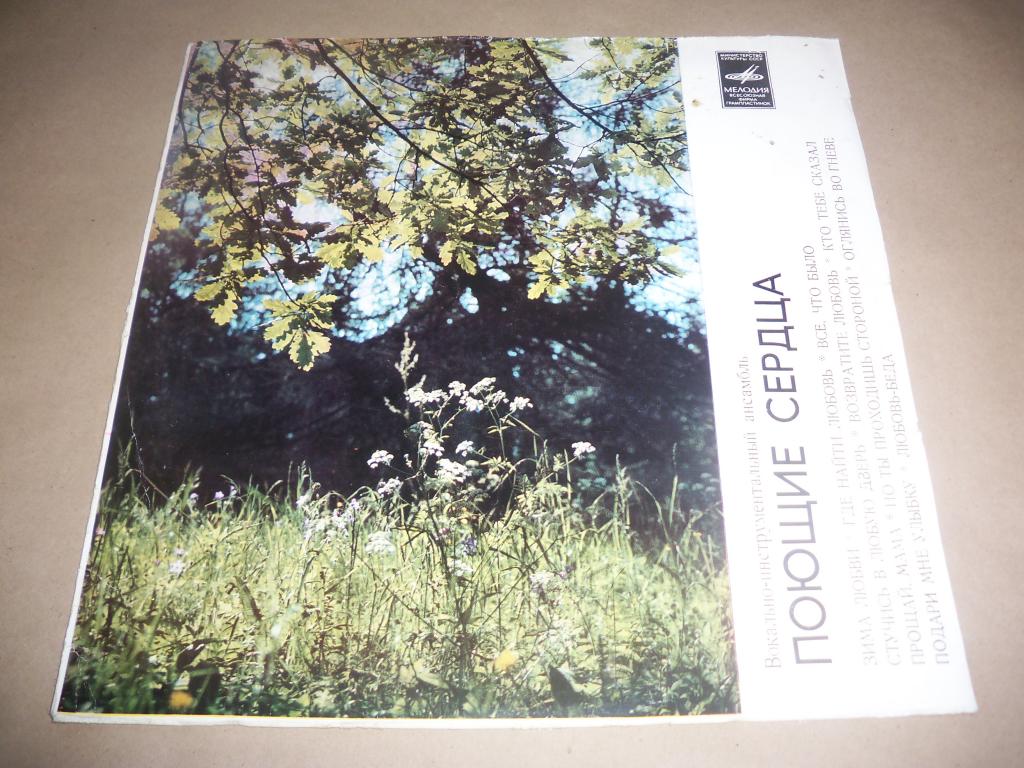 МИНИСТЕРСТВО
КУЛЬТУРЫ СССР
МЕЛОДИЯ
ВСЕСОЮЗНАЯ
ФИРМА
ГРАМПЛАСТИНОК
Вокально-инструментальный ансамбль
ПОЮЩИЕ СЕРДЦА
ЗИМА ЛЮБВИ * ГДЕ НАЙТИ ЛЮБОВЬ * ВСЕ, ЧТО БЫЛО
СТУЧИСЬ В ЛЮБУЮ ДВЕРЬ * ВОЗВРАТИТЕ ЛЮБОВЬ * КТО ТЕБЕ СКАЗАЛ
ПРОЩАЙ, МАМА * НО ТЫ ПРОХОДИШЬ СТОРОНОЙ * ОГЛЯНИСЬ ВО ГНЕВЕ
ПОДАРИ МНЕ УЛЫБКУ * ЛЮБОВЬ-БЕДА